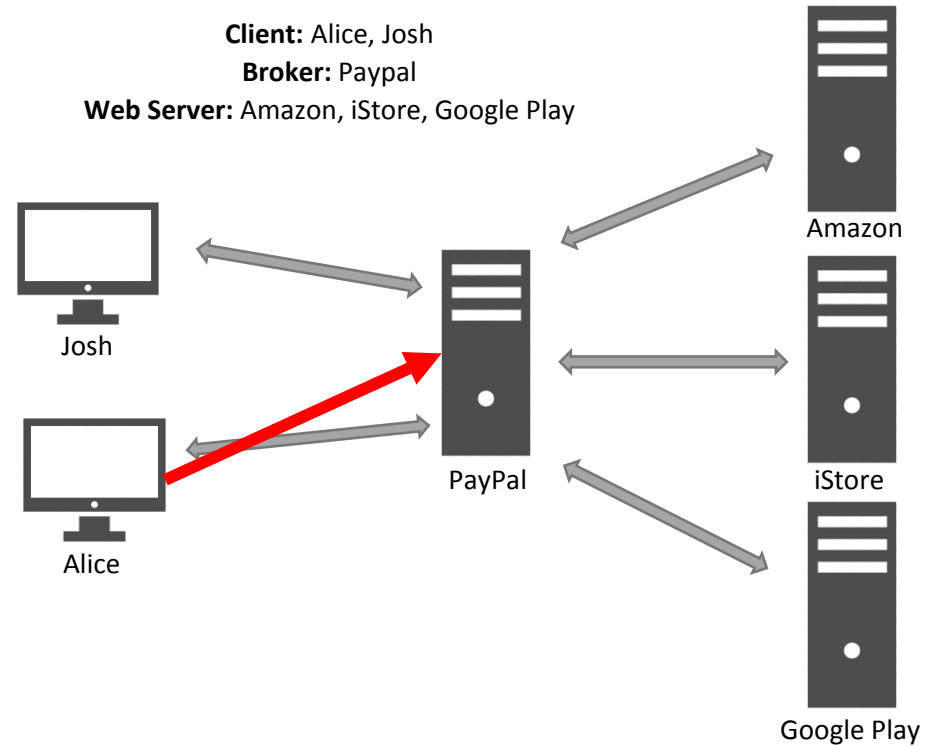 Client: Alice, Josh
Broker: Paypal
Web Server: Amazon, iStore, Google Play
Amazon
Josh
PayPal
iStore
Alice
Google Play